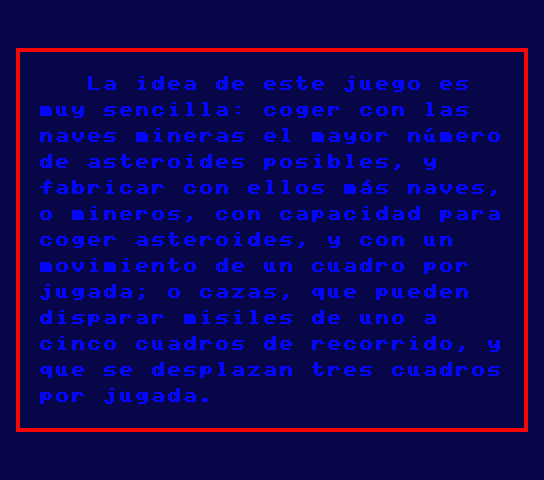 La idea de este juego es
muy sencilla: coger con las
naves mineras el mayor número
de asteroides posibles, y
fabricar con ellos más naves,
o mineros, con capacidad para
coger asteroides, y con un
movimiento de un cuadro por
jugada; o cazas, que pueden
disparar misiles de uno a
cinco cuadros de recorrido, y
que se desplazan tres cuadros
por jugada.